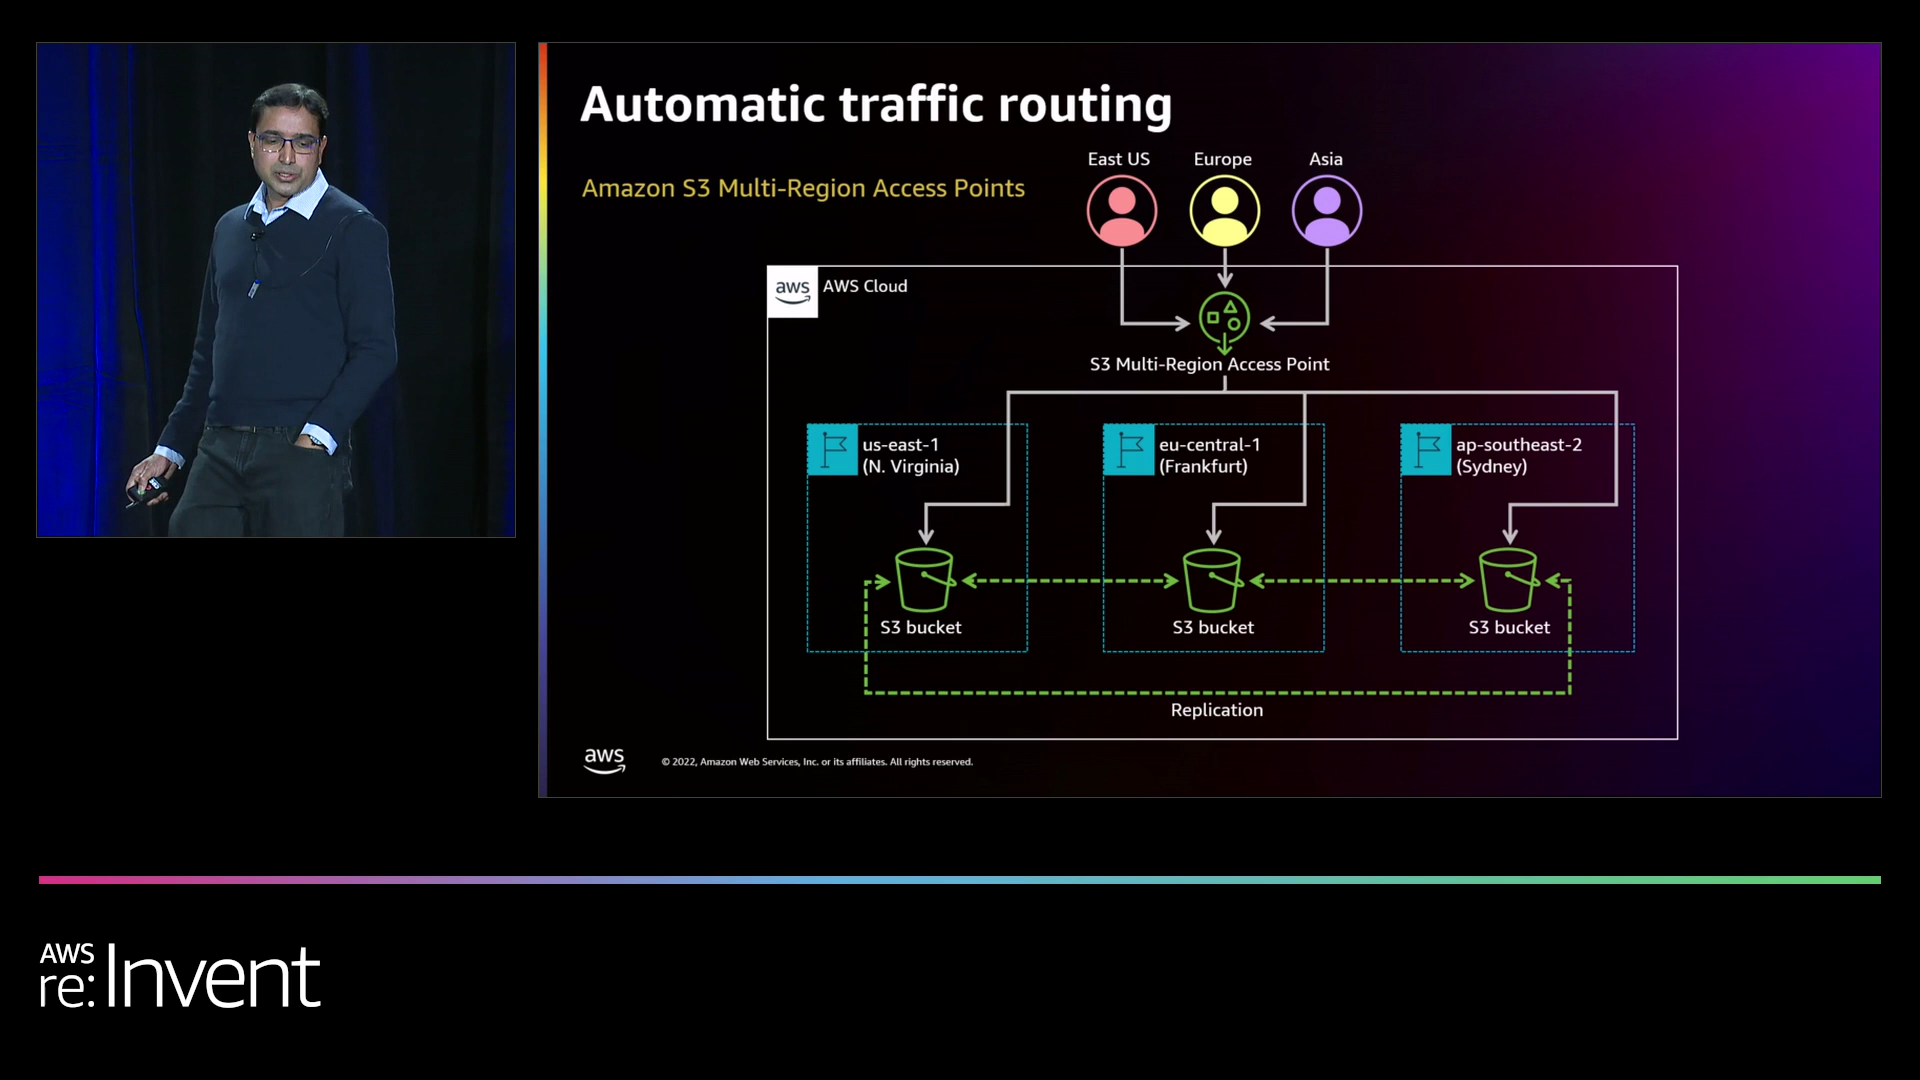 Automatic traffic routing
Amazon S3 Multi-Region Access Points
East US
Europe
Asia
aws
AWS Cloud
S3 Multi-Region Access Point
us-east-1
(N. Virginia)
eu-central-1
(Frankfurt)
ap-southeast-2
(Sydney)
S3 bucket
S3 bucket
S3 bucket
Replication
aws
© 2022, Amazon Web Services, Inc. or its affiliates. All rights reserved.
AWS
re:Invent